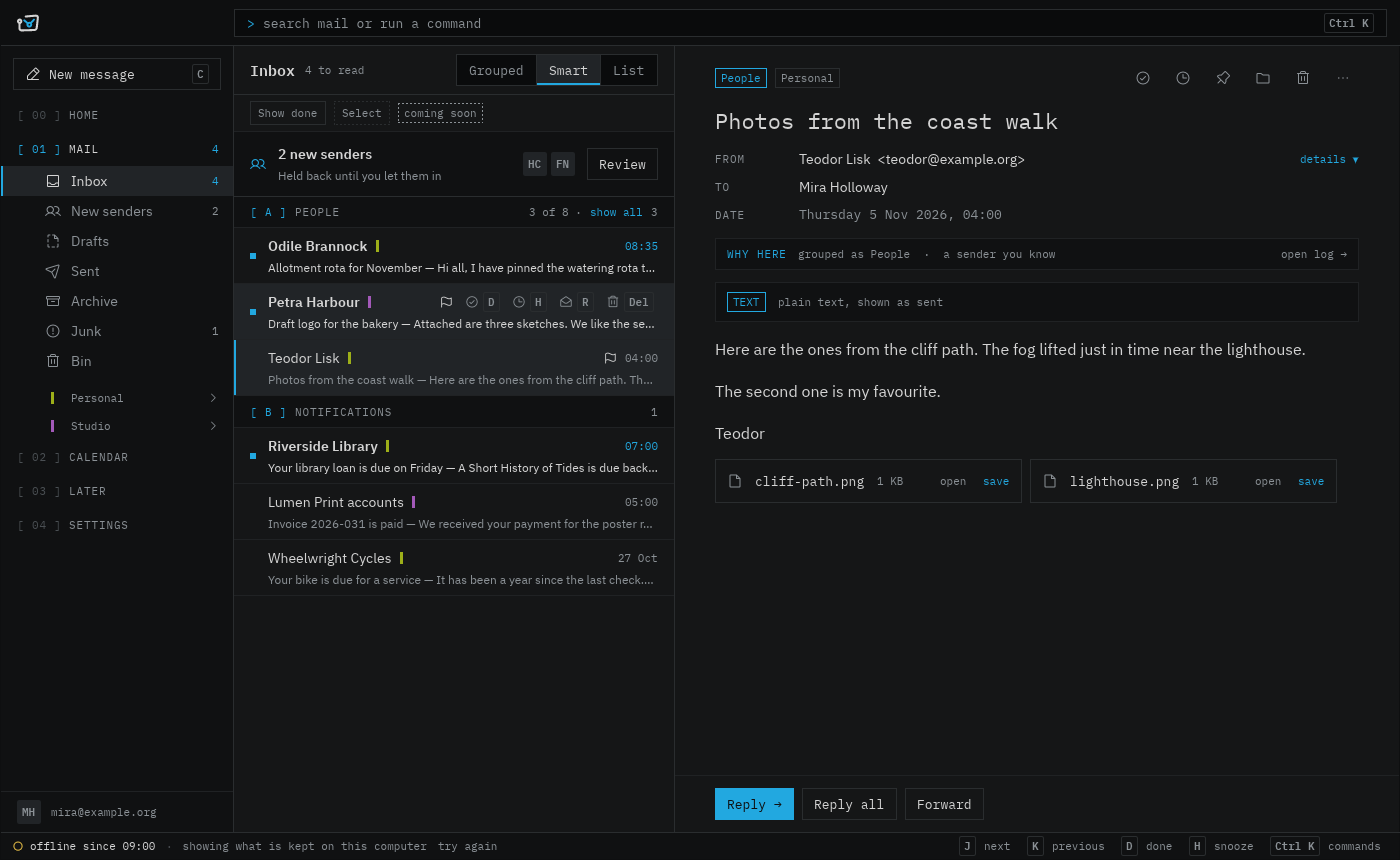 > search mail or run a command Ctrl K
New message C
[ 00 ] HOME
[ 01 ] MAIL 4
Inbox 4
New senders 2
Drafts
Sent
Archive
Junk 1
Bin
Personal
Studio
[ 02 ] CALENDAR
[ 03 ] LATER
[ 04 ] SETTINGS
MH mira@example.org
Inbox 4 to read Grouped Smart List
Show done Select coming soon
2 new senders
Held back until you let them in
HC FN Review
[ A ] PEOPLE 3 of 8 · show all 3
Odile Brannock 08:35
Allotment rota for November — Hi all, I have pinned the watering rota t...
Petra Harbour D H R Del
Draft logo for the bakery — Attached are three sketches. We like the se...
Teodor Lisk 04:00
Photos from the coast walk — Here are the ones from the cliff path. Th...
[ B ] NOTIFICATIONS 1
Riverside Library 07:00
Your library loan is due on Friday — A Short History of Tides is due back...
Lumen Print accounts 05:00
Invoice 2026-031 is paid — We received your payment for the poster r...
Wheelwright Cycles 27 Oct
Your bike is due for a service — It has been a year since the last check....
People Personal ...
Photos from the coast walk
FROM Teodor Lisk <teodor@example.org> details ▼
TO Mira Holloway
DATE Thursday 5 Nov 2026, 04:00
WHY HERE grouped as People · a sender you know open log →
TEXT plain text, shown as sent
Here are the ones from the cliff path. The fog lifted just in time near the lighthouse.
The second one is my favourite.
Teodor
cliff-path.png 1 KB open save
lighthouse.png 1 KB open save
Reply → Reply all Forward
offline since 09:00 · showing what is kept on this computer try again
J next K previous D done H snooze Ctrl K commands